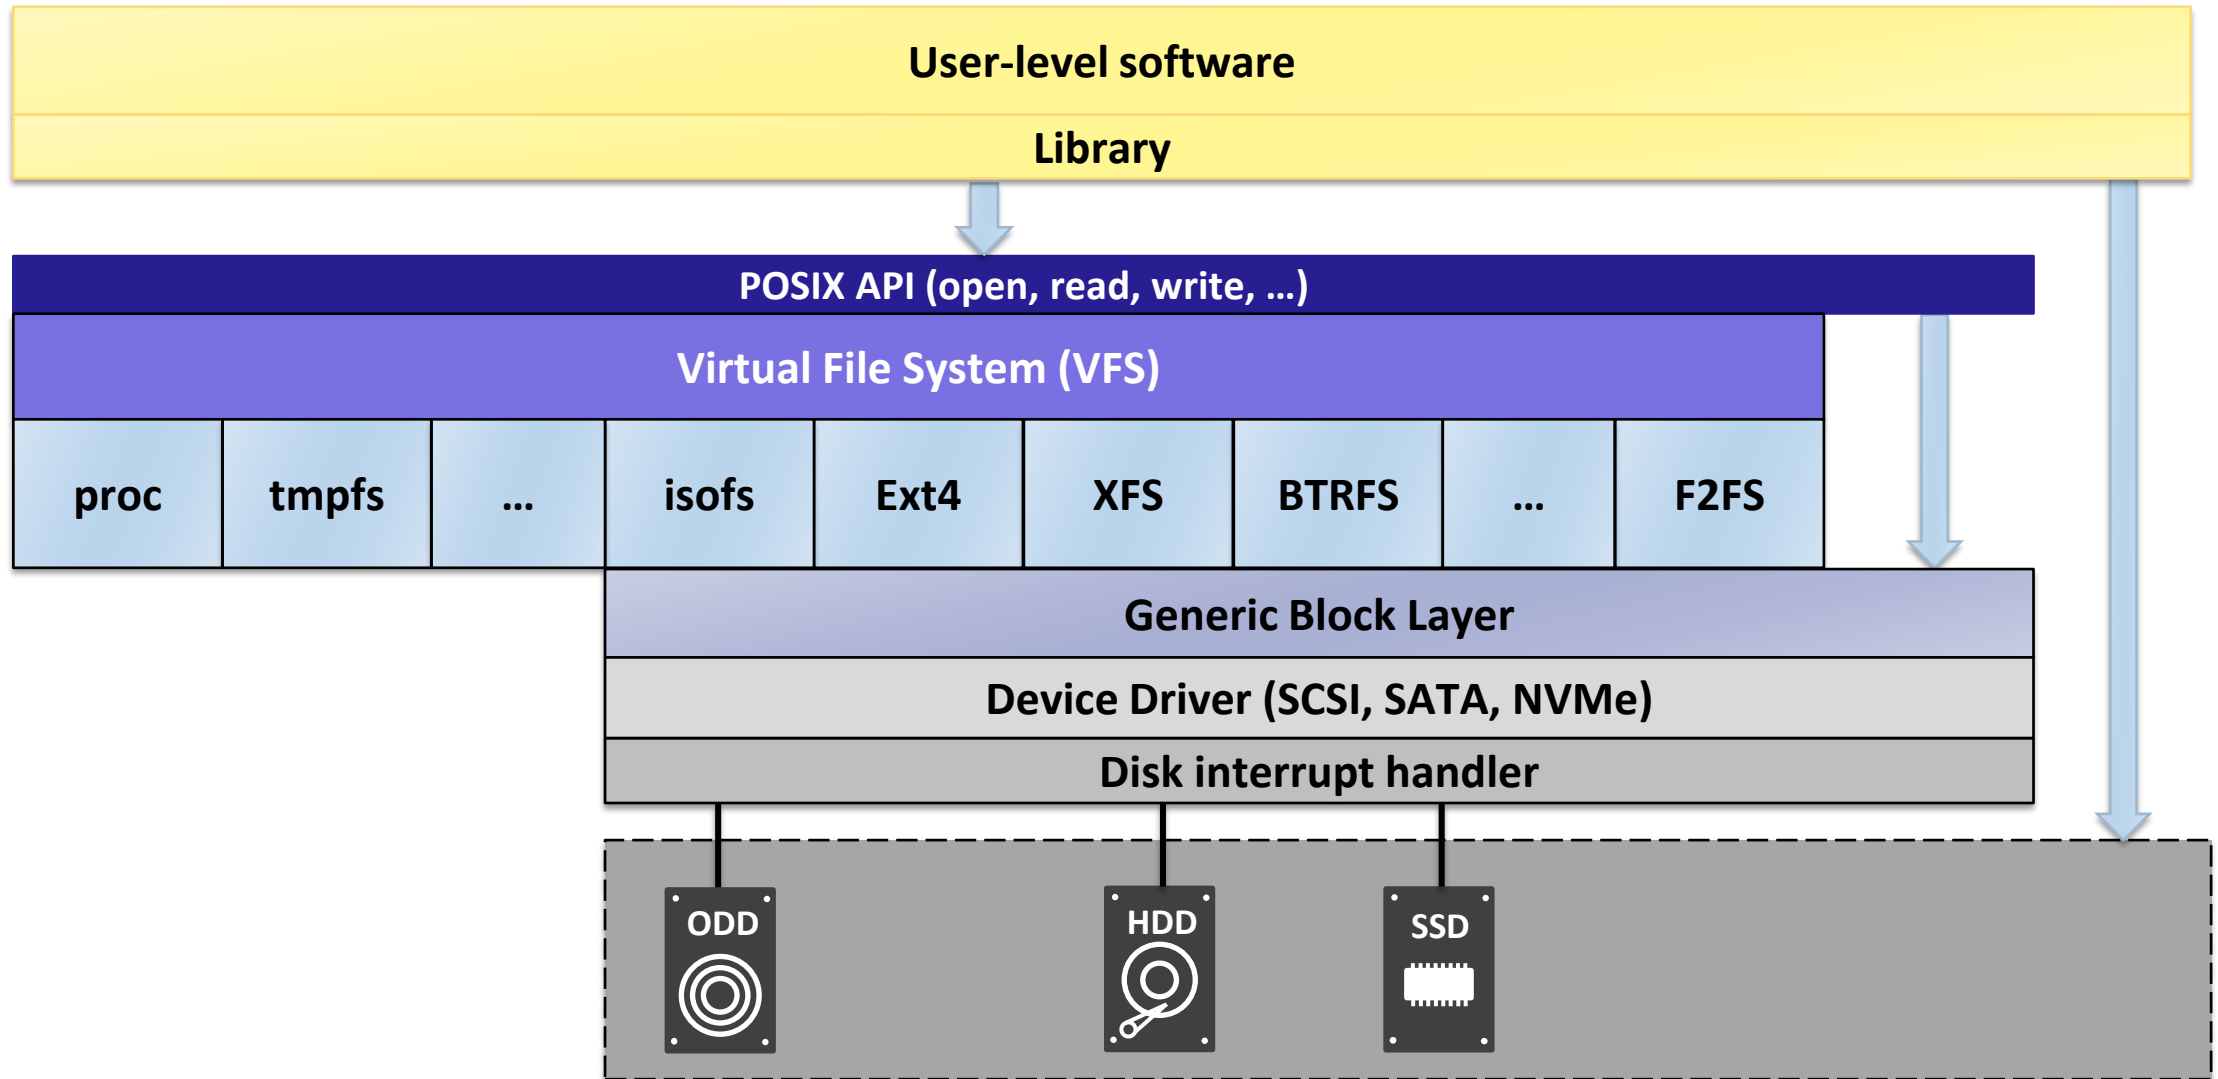 User-level software
Library
POSIX API (open, read, write, …)
Virtual File System (VFS)
proc
tmpfs
…
isofs
Ext4
XFS
BTRFS
…
F2FS
Generic Block Layer
Device Driver (SCSI, SATA, NVMe)
Disk interrupt handler
ODD
HDD
SSD